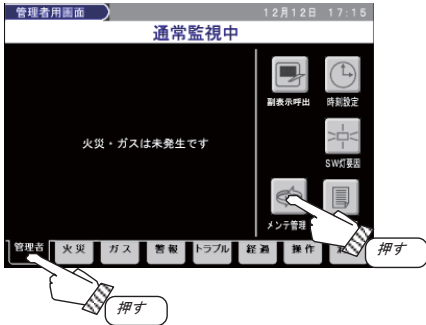 管理者用画面
12月12日 17:15
通常監視中
副表示呼出
時刻設定
火災・ガスは未発生です
SW灯要因
メンテ管理
押す
管理者
火災
ガス
警報
トラブル
経過
操作
押す